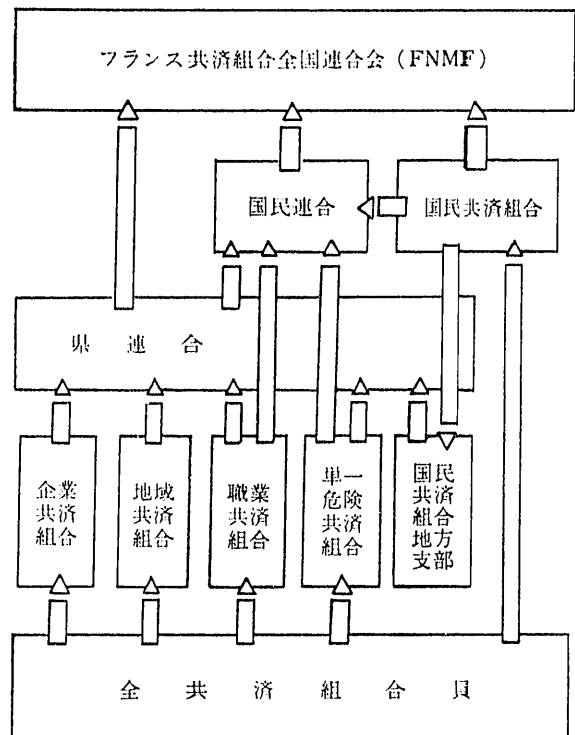 フランス共済組合全国連合会(FNMF)
国民連合
国民共済組合
県連合
企業
共済
組合
地域
共済
組合
職業
共済
組合
単一
危険
共済
組合
国民
共済
組合
地方
支部
全共済組合員